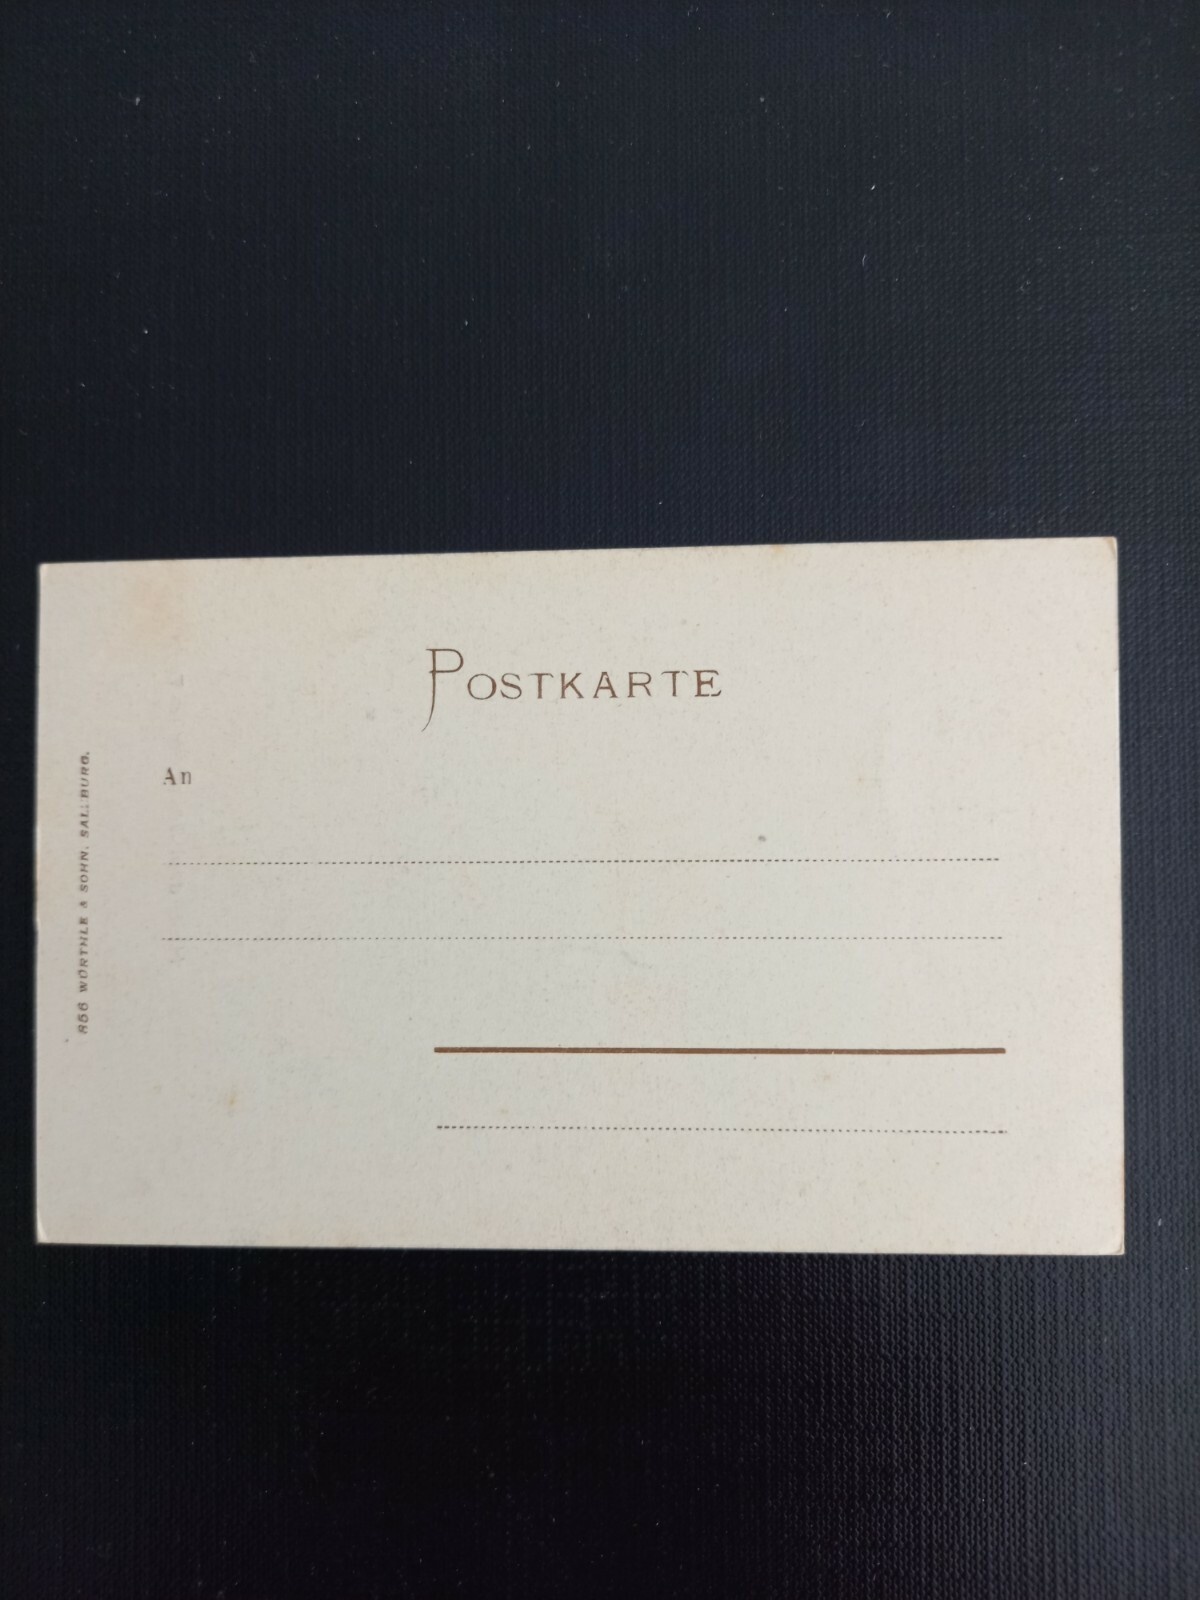 POSTKARTE
An
856 WÜRTHLE & SOHN, SALZBURG.